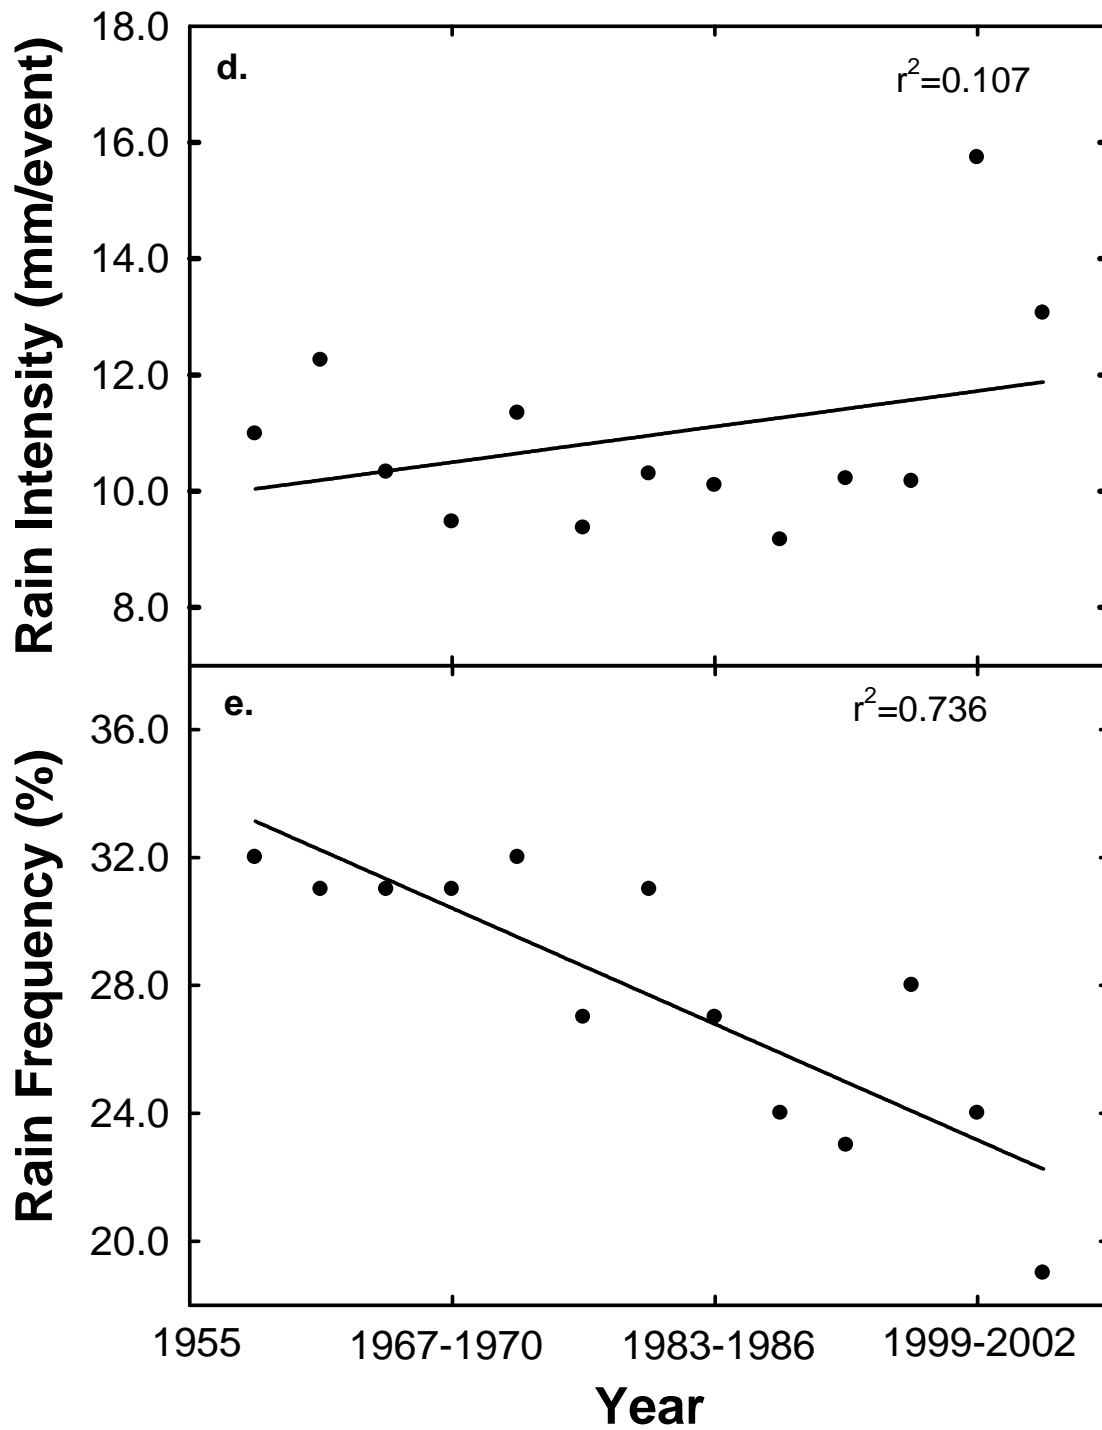 Rain Intensity (mm/event)
18.0
16.0
14.0
12.0
10.0
8.0
d.
r²=0.107
Rain Frequency (%)
36.0
32.0
28.0
24.0
20.0
e.
r²=0.736
1955 1967-1970 1983-1986 1999-2002
Year